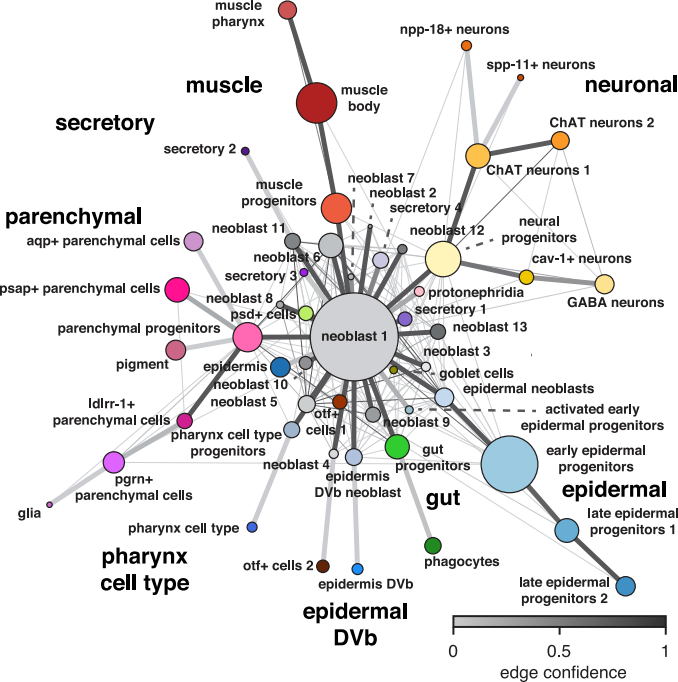 muscle
pharynx
npp-18+ neurons
spp-11+ neurons
muscle
muscle
body
neuronal
secretory
ChAT neurons 2
secretory 2
ChAT neurons 1
neoblast 7
muscle
progenitors
neoblast 2
secretory 4
parenchymal
neoblast 11
neoblast 12
neural
progenitors
aqp+ parenchymal cells
neoblast 6
cav-1+ neurons
secretory 3
psap+ parenchymal cells
neoblast 8
protonephridia
GABA neurons
psd+ cells
secretory 1
parenchymal progenitors
neoblast 1
neoblast 13
pigment
epidermis
neoblast 3
goblet cells
neoblast 10
neoblast 5
epidermal neoblasts
ldlrr-1+
parenchymal cells
otf+
cells 1
neoblast 9
activated early
epidermal progenitors
pharynx cell type
progenitors
gut
progenitors
early epidermal
progenitors
neoblast 4
pgrn+
parenchymal cells
epidermis
DVb neoblast
gut
epidermal
glia
late epidermal
progenitors 1
pharynx cell type
pharynx
cell type
otf+ cells 2
epidermis DVb
phagocytes
late epidermal
progenitors 2
epidermal
DVb
0
0.5
1
edge confidence